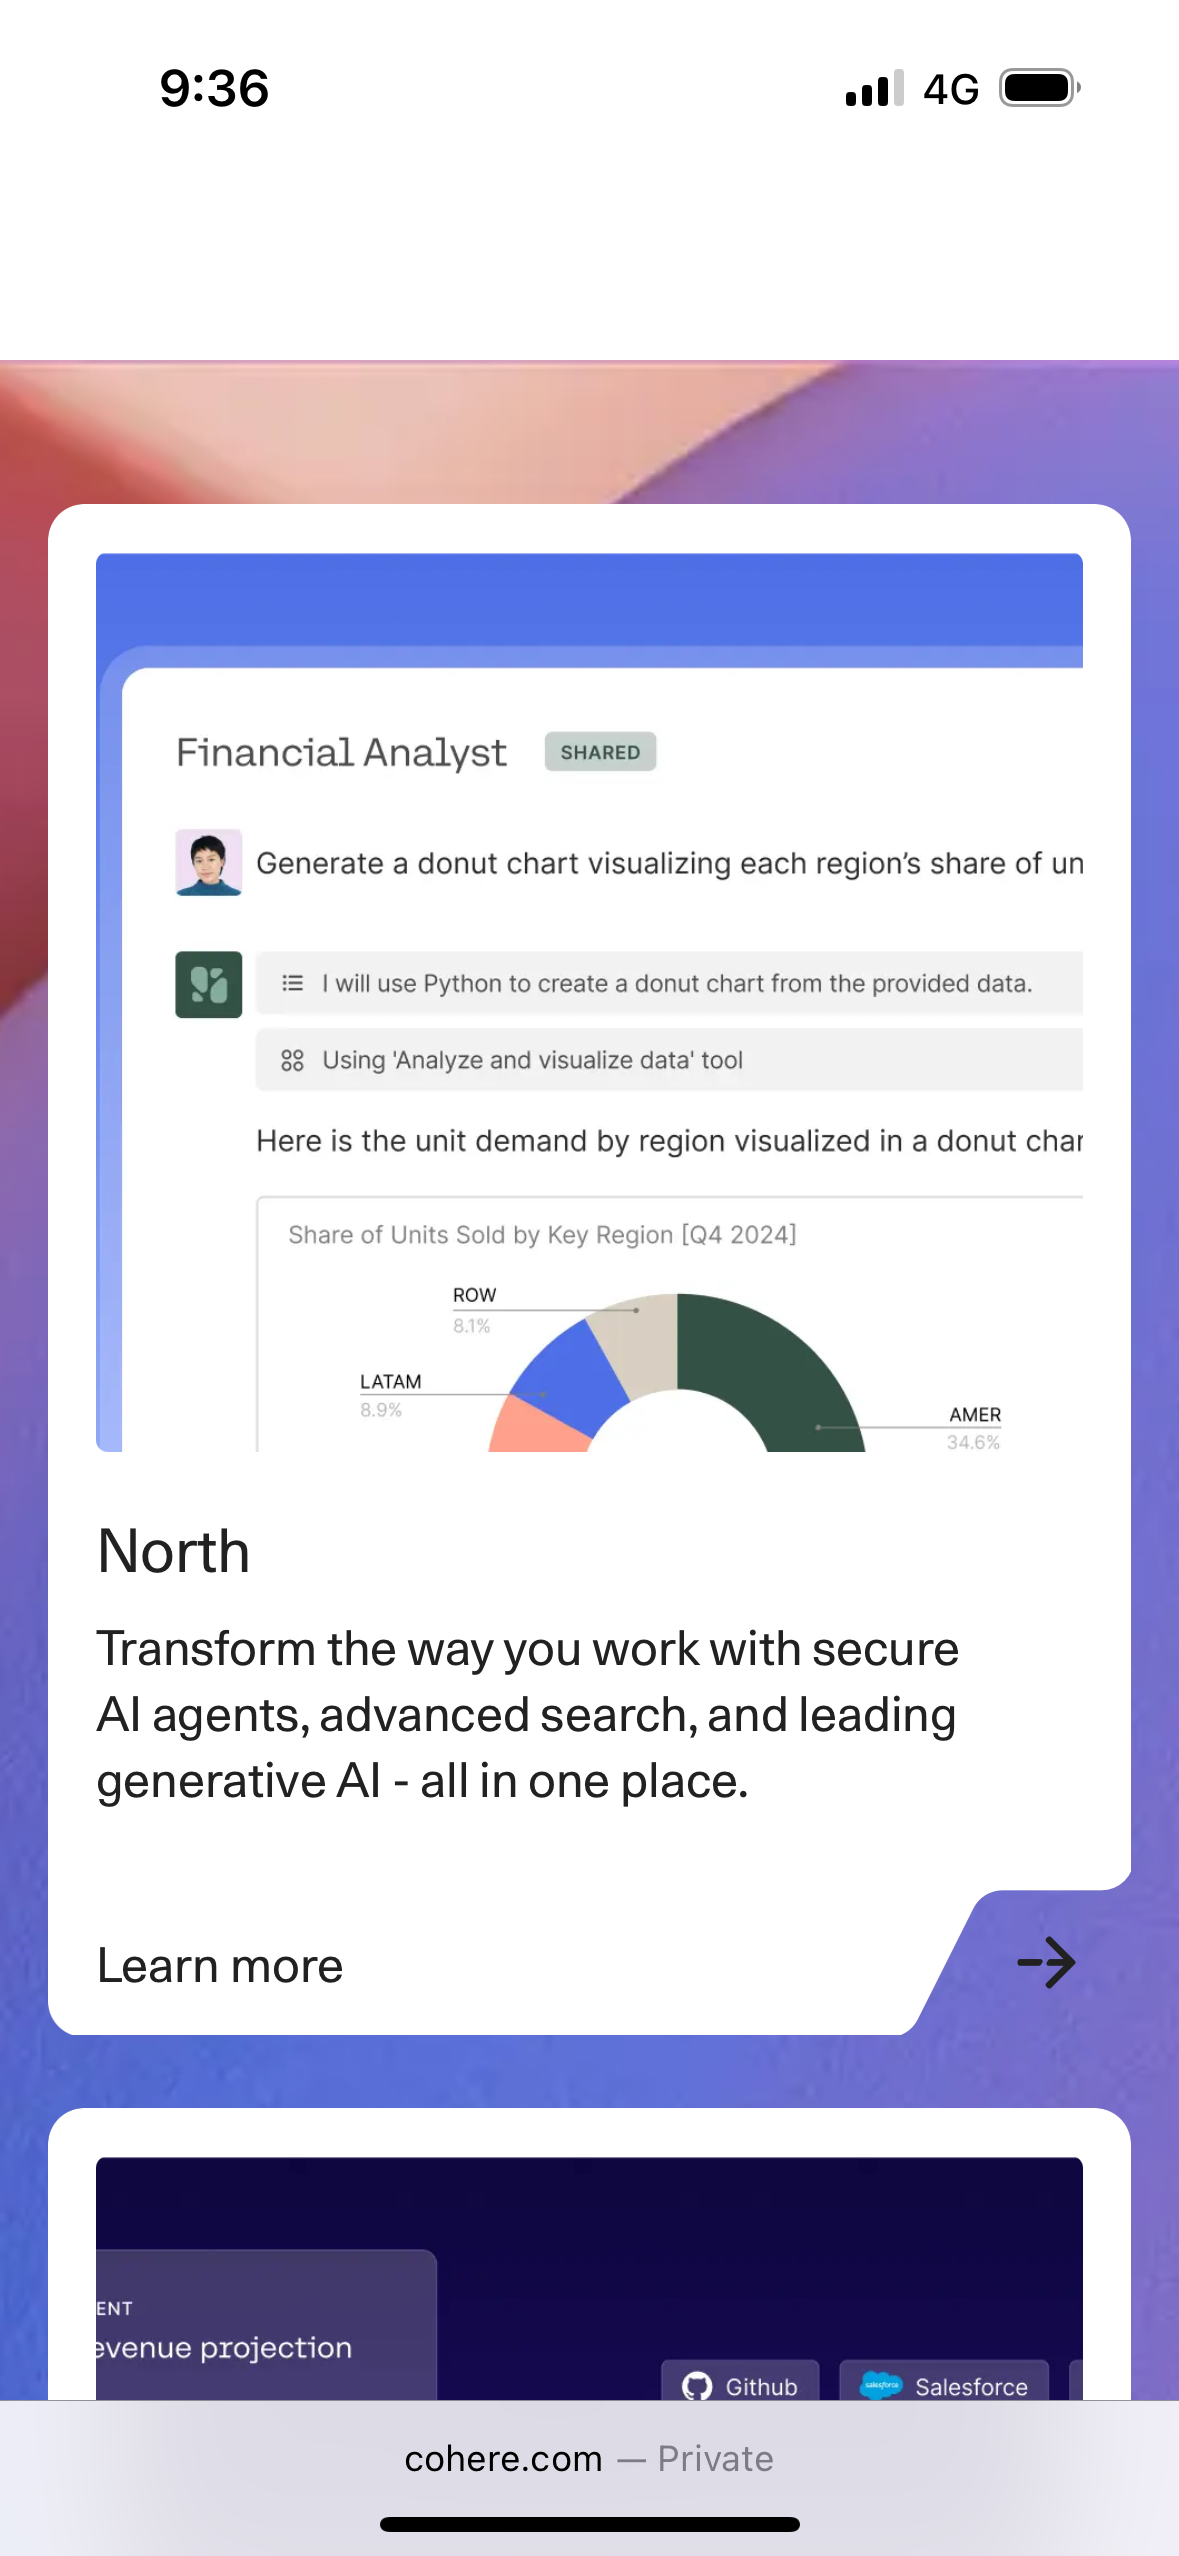 9:36
4G
Financial Analyst SHARED
Generate a donut chart visualizing each region's share of un
I will use Python to create a donut chart from the provided data.
Using 'Analyze and visualize data' tool
Here is the unit demand by region visualized in a donut char
Share of Units Sold by Key Region [Q4 2024]
ROW
8.1%
LATAM
8.9%
AMER
34.6%
North
Transform the way you work with secure
AI agents, advanced search, and leading
generative AI - all in one place.
Learn more
ENT
evenue projection
Github
salesforce Salesforce
cohere.com — Private